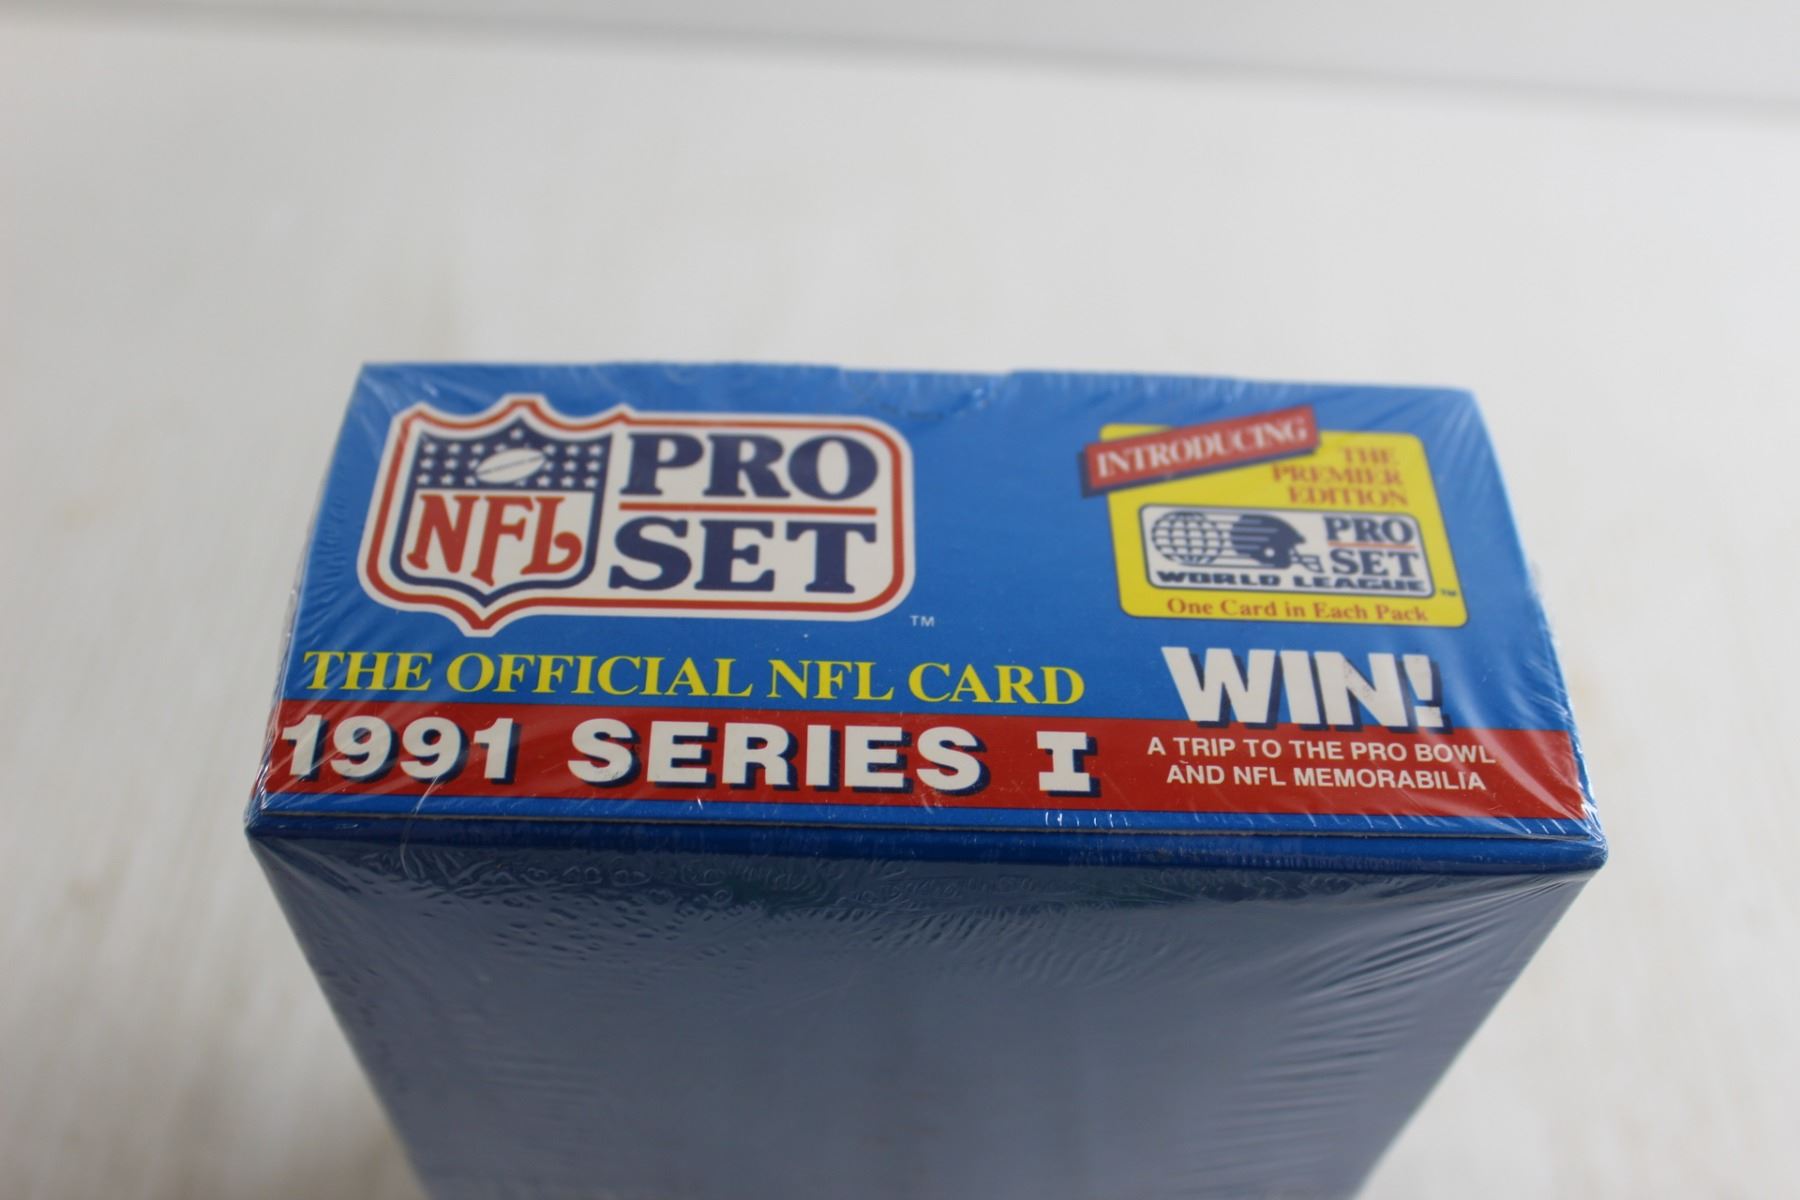 NFL
PRO
SET
TM
THE OFFICIAL NFL CARD
1991 SERIES I
INTRODUCING
THE
PREMIER
EDITION
PRO
SET
WORLD LEAGUE
TM
One Card in Each Pack
WIN!
A TRIP TO THE PRO BOWL
AND NFL MEMORABILIA